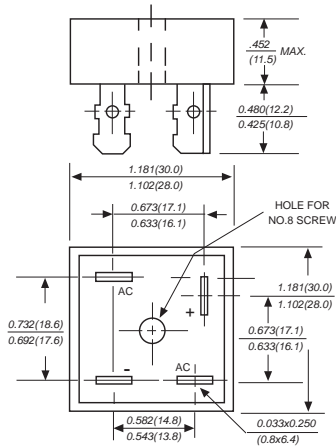 .452
(11.5)
MAX.
0.480(12.2)
0.425(10.8)
1.181(30.0)
1.102(28.0)
0.673(17.1)
0.633(16.1)
HOLE FOR
NO.8 SCREW
AC
+
1.181(30.0)
1.102(28.0)
0.732(18.6)
0.692(17.6)
0.673(17.1)
0.633(16.1)
-
AC
0.582(14.8)
0.543(13.8)
0.033x0.250
(0.8x6.4)